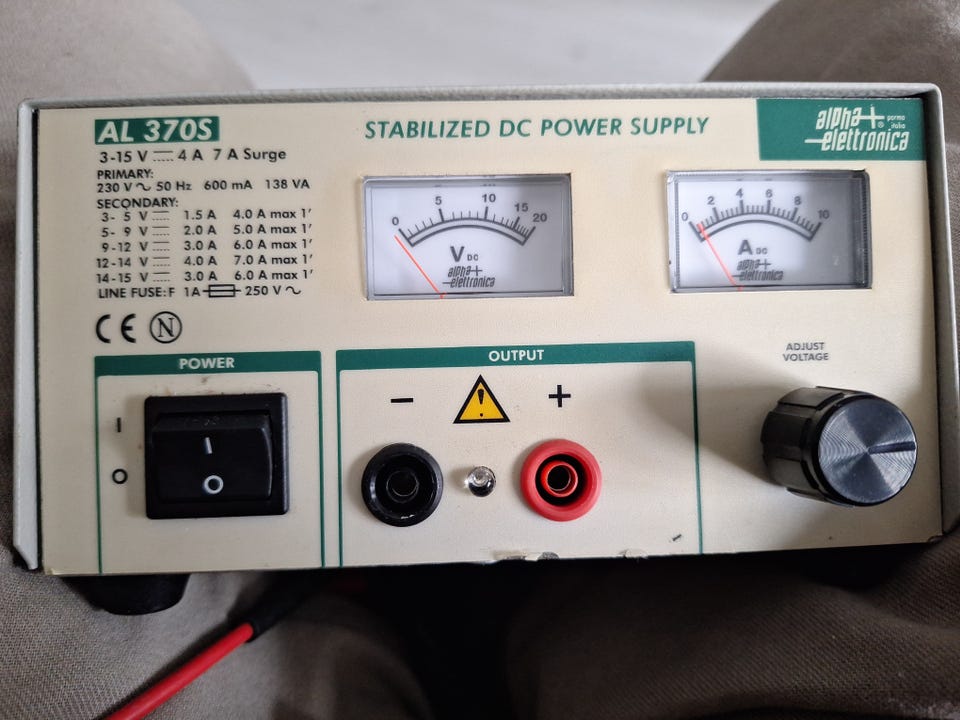 AL 370S
3-15 V ⎓ 4 A 7 A Surge
PRIMARY:
230 V ∿ 50 Hz 600 mA 138 VA
SECONDARY:
3- 5 V ⎓ 1.5 A 4.0 A max 1'
5- 9 V ⎓ 2.0 A 5.0 A max 1'
9-12 V ⎓ 3.0 A 6.0 A max 1'
12-14 V ⎓ 4.0 A 7.0 A max 1'
14-15 V ⎓ 3.0 A 6.0 A max 1'
LINE FUSE: F 1A 250 V ∿
CE N
STABILIZED DC POWER SUPPLY
alpha+ ® parma
elettronica italia
0 5 10 15 20
V DC
alpha+
elettronica
0 2 4 6 8 10
A DC
alpha+
elettronica
POWER
I
O
I
O
OUTPUT
− ! +
ADJUST
VOLTAGE